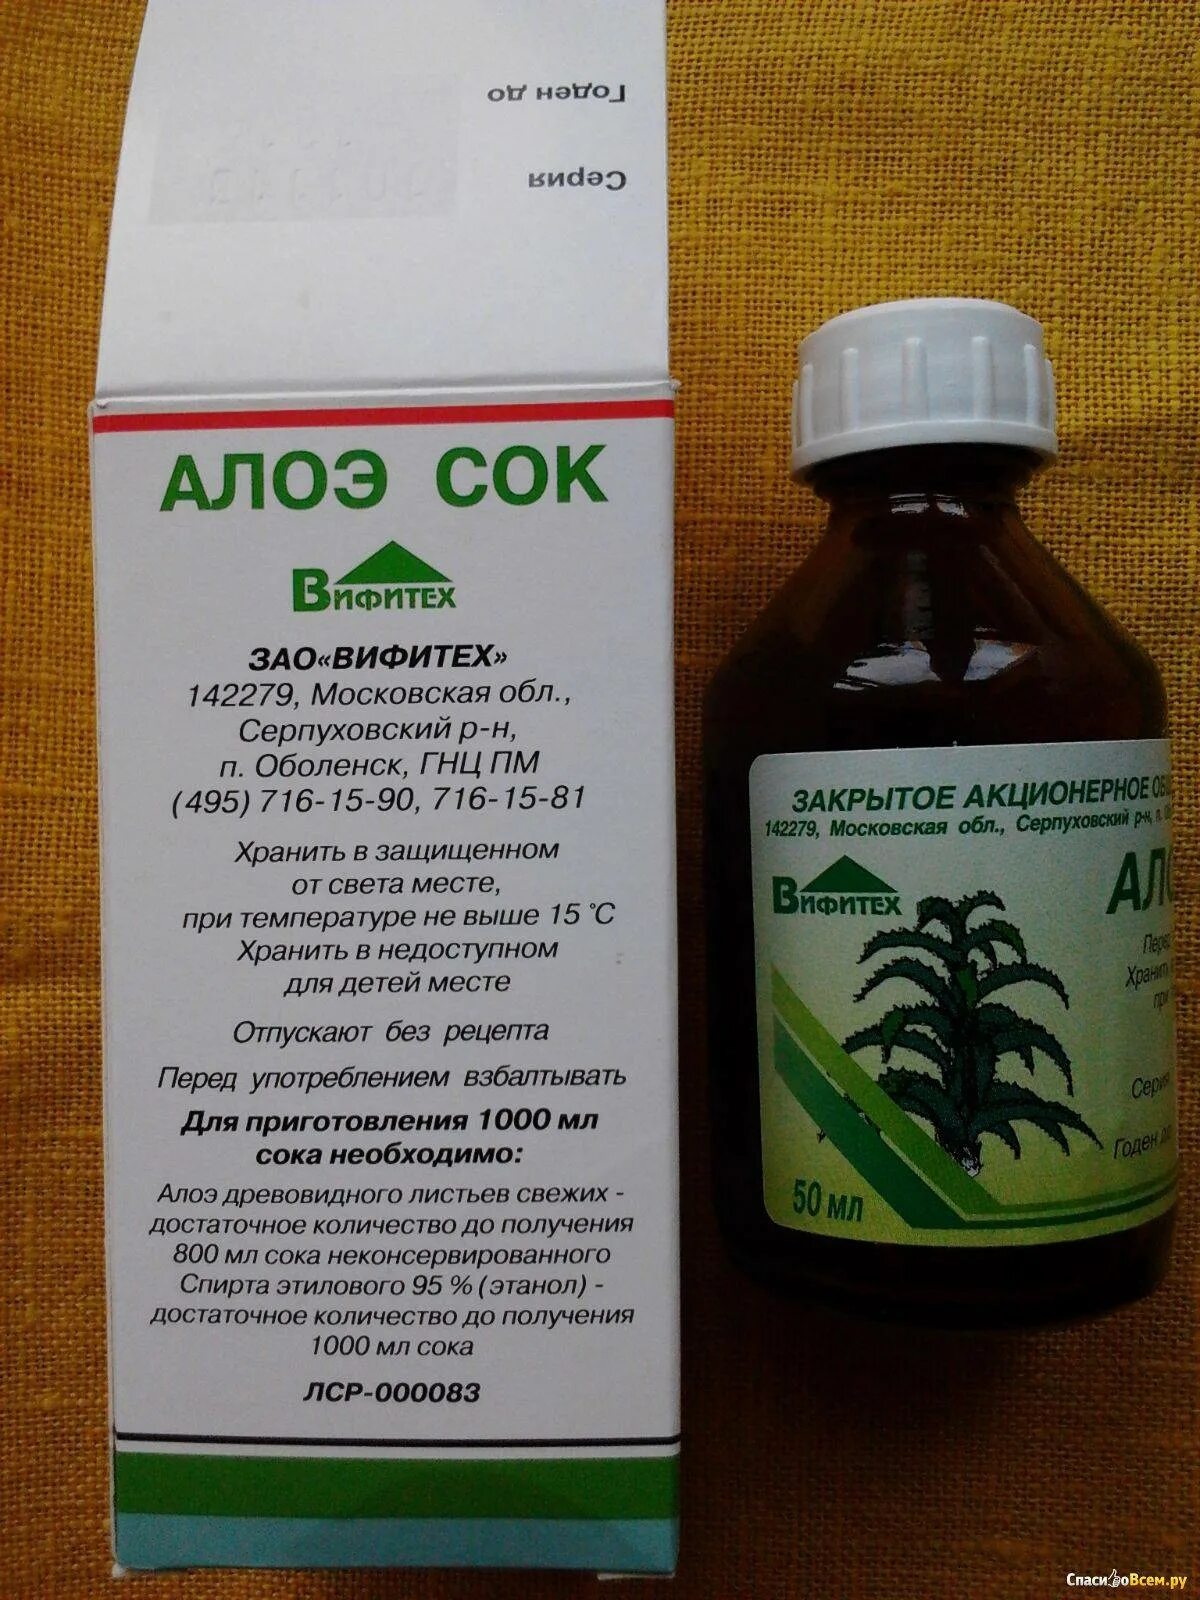 Годен до
Серия
АЛОЭ СОК
ВИФИТЕХ
ЗАО«ВИФИТЕХ»
142279, Московская обл.,
Серпуховский р-н,
п. Оболенск, ГНЦ ПМ
(495) 716-15-90, 716-15-81
Хранить в защищенном
от света месте,
при температуре не выше 15 °С
Хранить в недоступном
для детей месте
Отпускают без рецепта
Перед употреблением взбалтывать
Для приготовления 1000 мл
сока необходимо:
Алоэ древовидного листьев свежих -
достаточное количество до получения
800 мл сока неконсервированного
Спирта этилового 95 % (этанол) -
достаточное количество до получения
1000 мл сока
ЛСР-000083
ЗАКРЫТОЕ АКЦИОНЕРНОЕ
142279, Московская обл., Серпуховский р-н, п.
ВИФИТЕХ
при
Серия
Годен до
50 мл
СпасибоВсем.ру